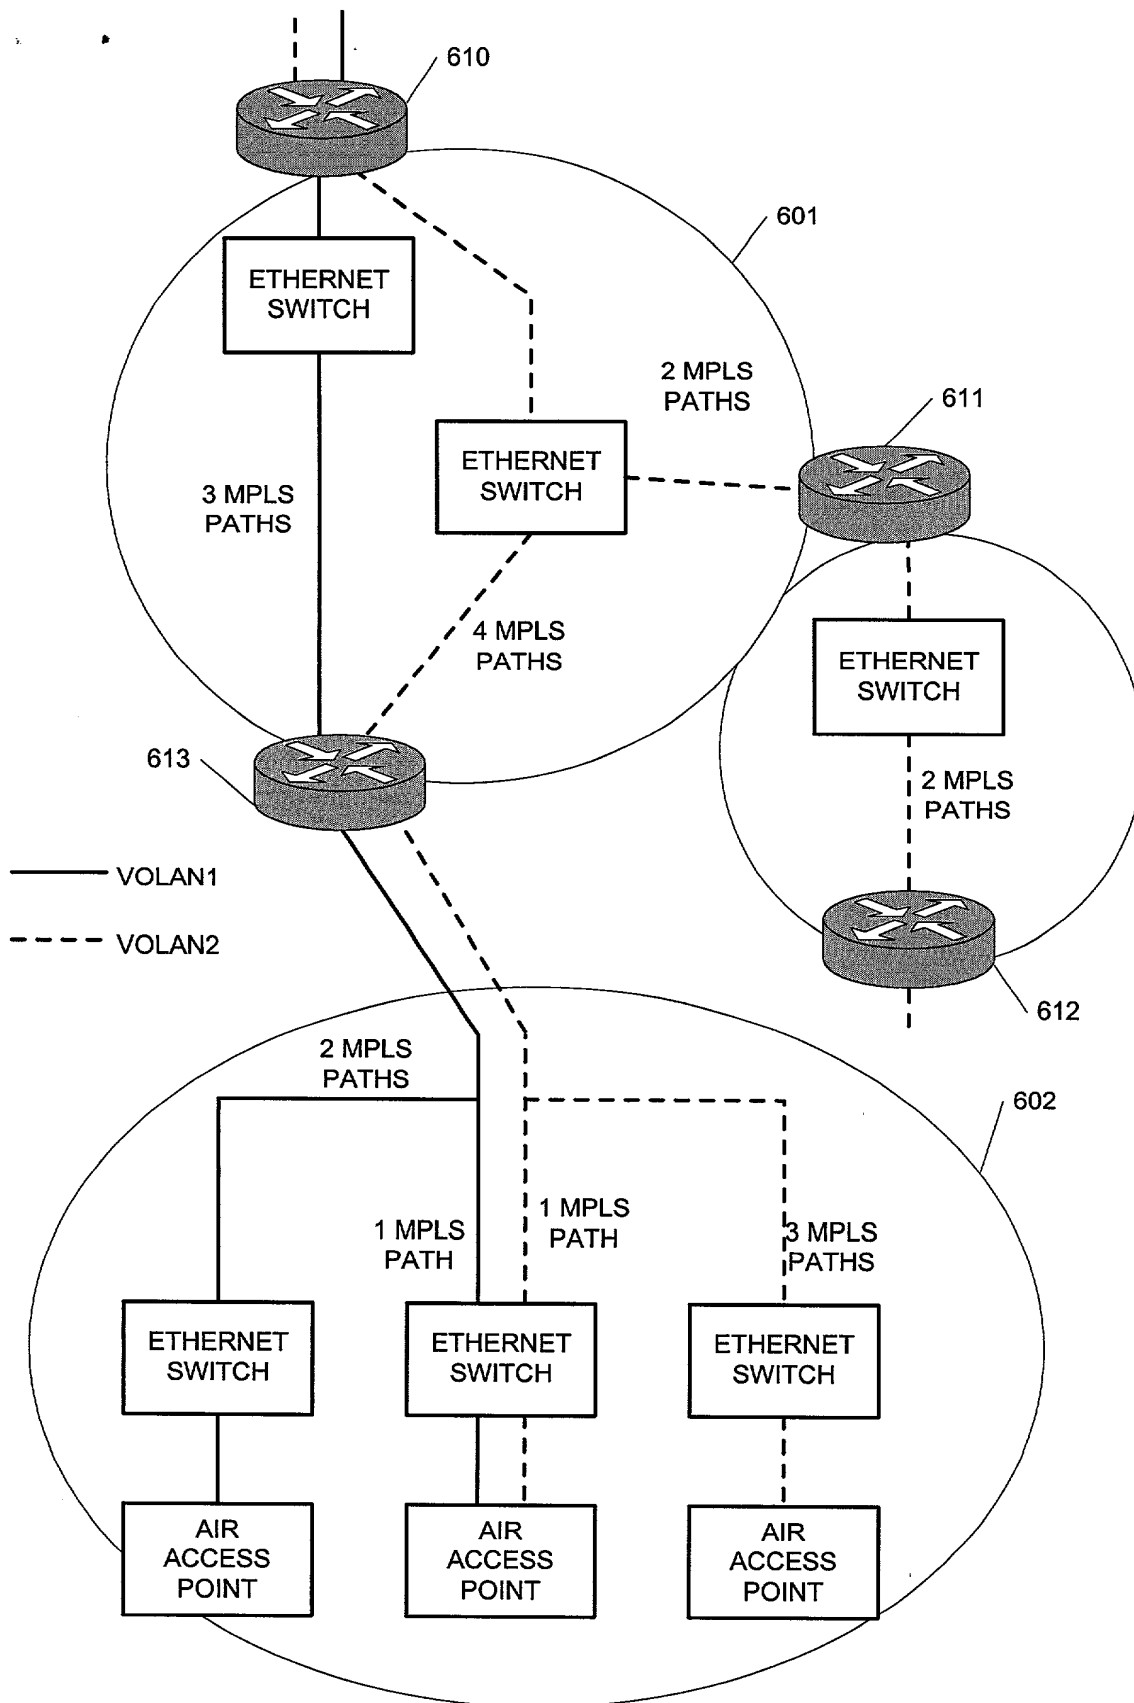 610
601
ETHERNET
SWITCH
2 MPLS
PATHS
611
ETHERNET
SWITCH
3 MPLS
PATHS
4 MPLS
PATHS
ETHERNET
SWITCH
613
2 MPLS
PATHS
VOLAN1
VOLAN2
612
2 MPLS
PATHS
602
1 MPLS
PATH
1 MPLS
PATH
3 MPLS
PATHS
ETHERNET
SWITCH
ETHERNET
SWITCH
ETHERNET
SWITCH
AIR
ACCESS
POINT
AIR
ACCESS
POINT
AIR
ACCESS
POINT